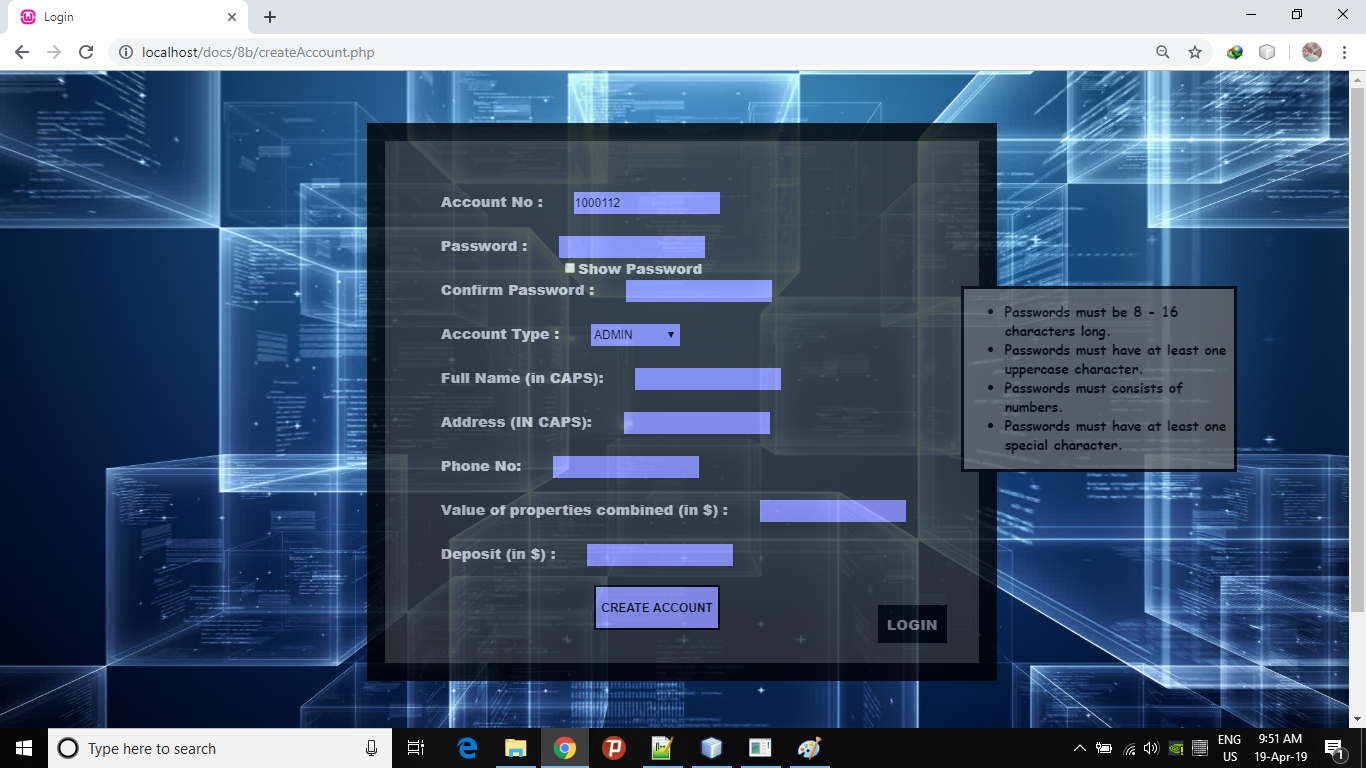 Login
localhost/docs/8b/createAccount.php
Account No : 1000112
Password :
Show Password
Confirm Password :
Account Type : ADMIN
Full Name (in CAPS):
Address (IN CAPS):
Phone No:
Value of properties combined (in $) :
Deposit (in $) :
CREATE ACCOUNT
LOGIN
Passwords must be 8 - 16
characters long.
Passwords must have at least one
uppercase character.
Passwords must consists of
numbers.
Passwords must have at least one
special character.
Type here to search
ENG
US
9:51 AM
19-Apr-19
1